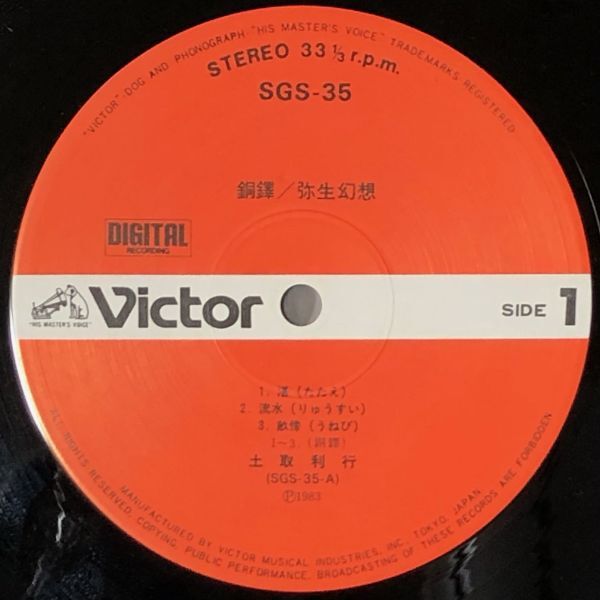 "VICTOR" DOG AND PHONOGRAPH "HIS MASTER'S VOICE" TRADEMARKS REGISTERED
STEREO 33 1/3 r.p.m.
SGS-35
銅鐸／弥生幻想
DIGITAL
RECORDING
"HIS MASTER'S VOICE"
Victor
SIDE 1
1. 湛（たたえ）
2. 流水（りゅうすい）
3. 畝傍（うねび）
1〜3.（銅鐸）
土取利行
(SGS-35-A)
Ⓟ1983
ALL RIGHTS RESERVED. COPYING, PUBLIC PERFORMANCE, BROADCASTING OF THESE RECORDS ARE FORBIDDEN
MANUFACTURED BY VICTOR MUSICAL INDUSTRIES, INC., TOKYO, JAPAN